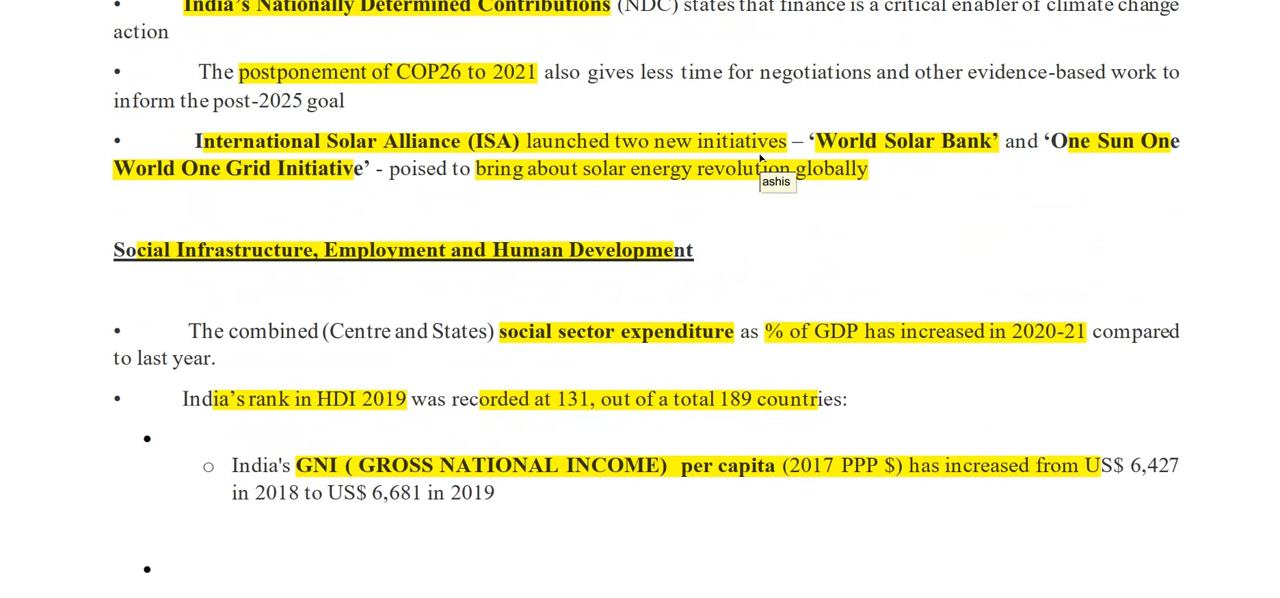 • India's Nationally Determined Contributions (NDC) states that finance is a critical enabler of climate change
action
• The postponement of COP26 to 2021 also gives less time for negotiations and other evidence-based work to
inform the post-2025 goal
• International Solar Alliance (ISA) launched two new initiatives – ‘World Solar Bank’ and ‘One Sun One
World One Grid Initiative’ - poised to bring about solar energy revolution globally
ashis
Social Infrastructure, Employment and Human Development
• The combined (Centre and States) social sector expenditure as % of GDP has increased in 2020-21 compared
to last year.
• India’s rank in HDI 2019 was recorded at 131, out of a total 189 countries:
•
○ India's GNI ( GROSS NATIONAL INCOME) per capita (2017 PPP $) has increased from US$ 6,427
in 2018 to US$ 6,681 in 2019
•